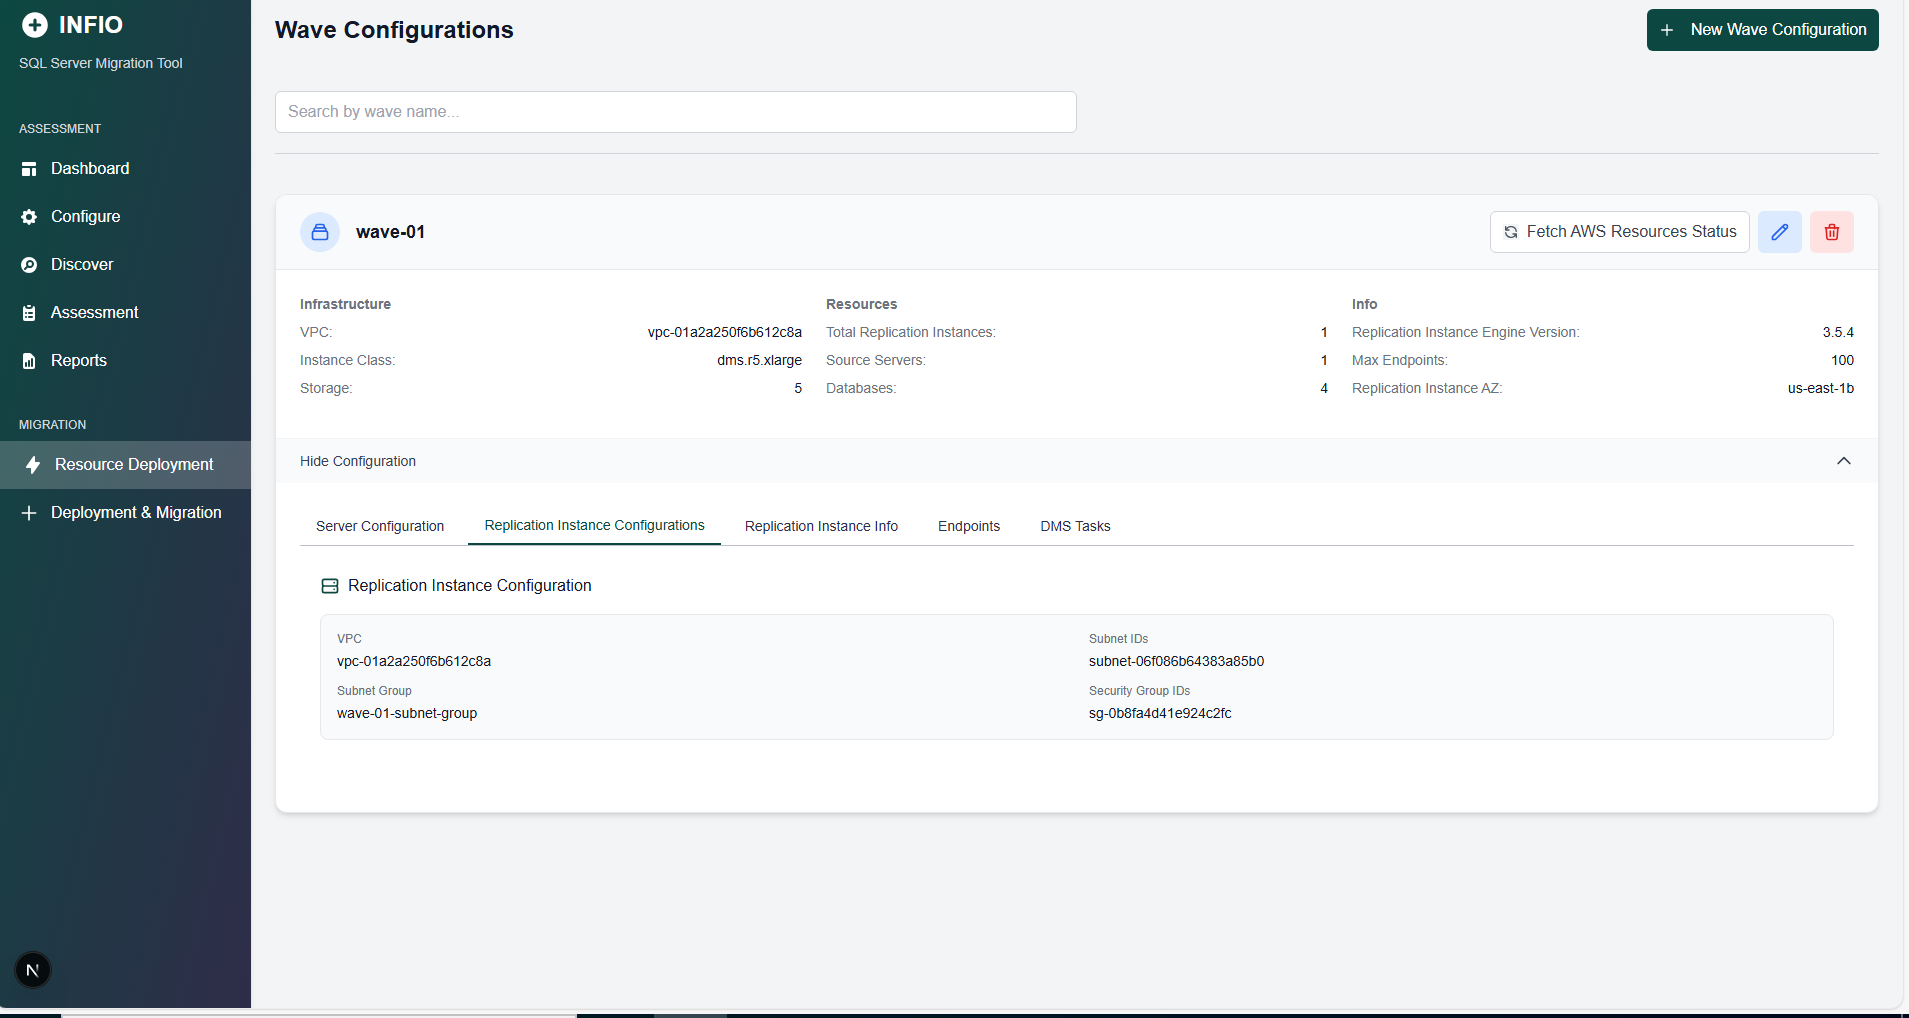 INFIO
SQL Server Migration Tool
ASSESSMENT
Dashboard
Configure
Discover
Assessment
Reports
MIGRATION
Resource Deployment
Deployment & Migration
N
Wave Configurations
New Wave Configuration
Search by wave name...
wave-01
Fetch AWS Resources Status
Infrastructure
VPC: vpc-01a2a250f6b612c8a
Instance Class: dms.r5.xlarge
Storage: 5
Resources
Total Replication Instances: 1
Source Servers: 1
Databases: 4
Info
Replication Instance Engine Version: 3.5.4
Max Endpoints: 100
Replication Instance AZ: us-east-1b
Hide Configuration
Server Configuration Replication Instance Configurations Replication Instance Info Endpoints DMS Tasks
Replication Instance Configuration
VPC
vpc-01a2a250f6b612c8a
Subnet IDs
subnet-06f086b64383a85b0
Subnet Group
wave-01-subnet-group
Security Group IDs
sg-0b8fa4d41e924c2fc